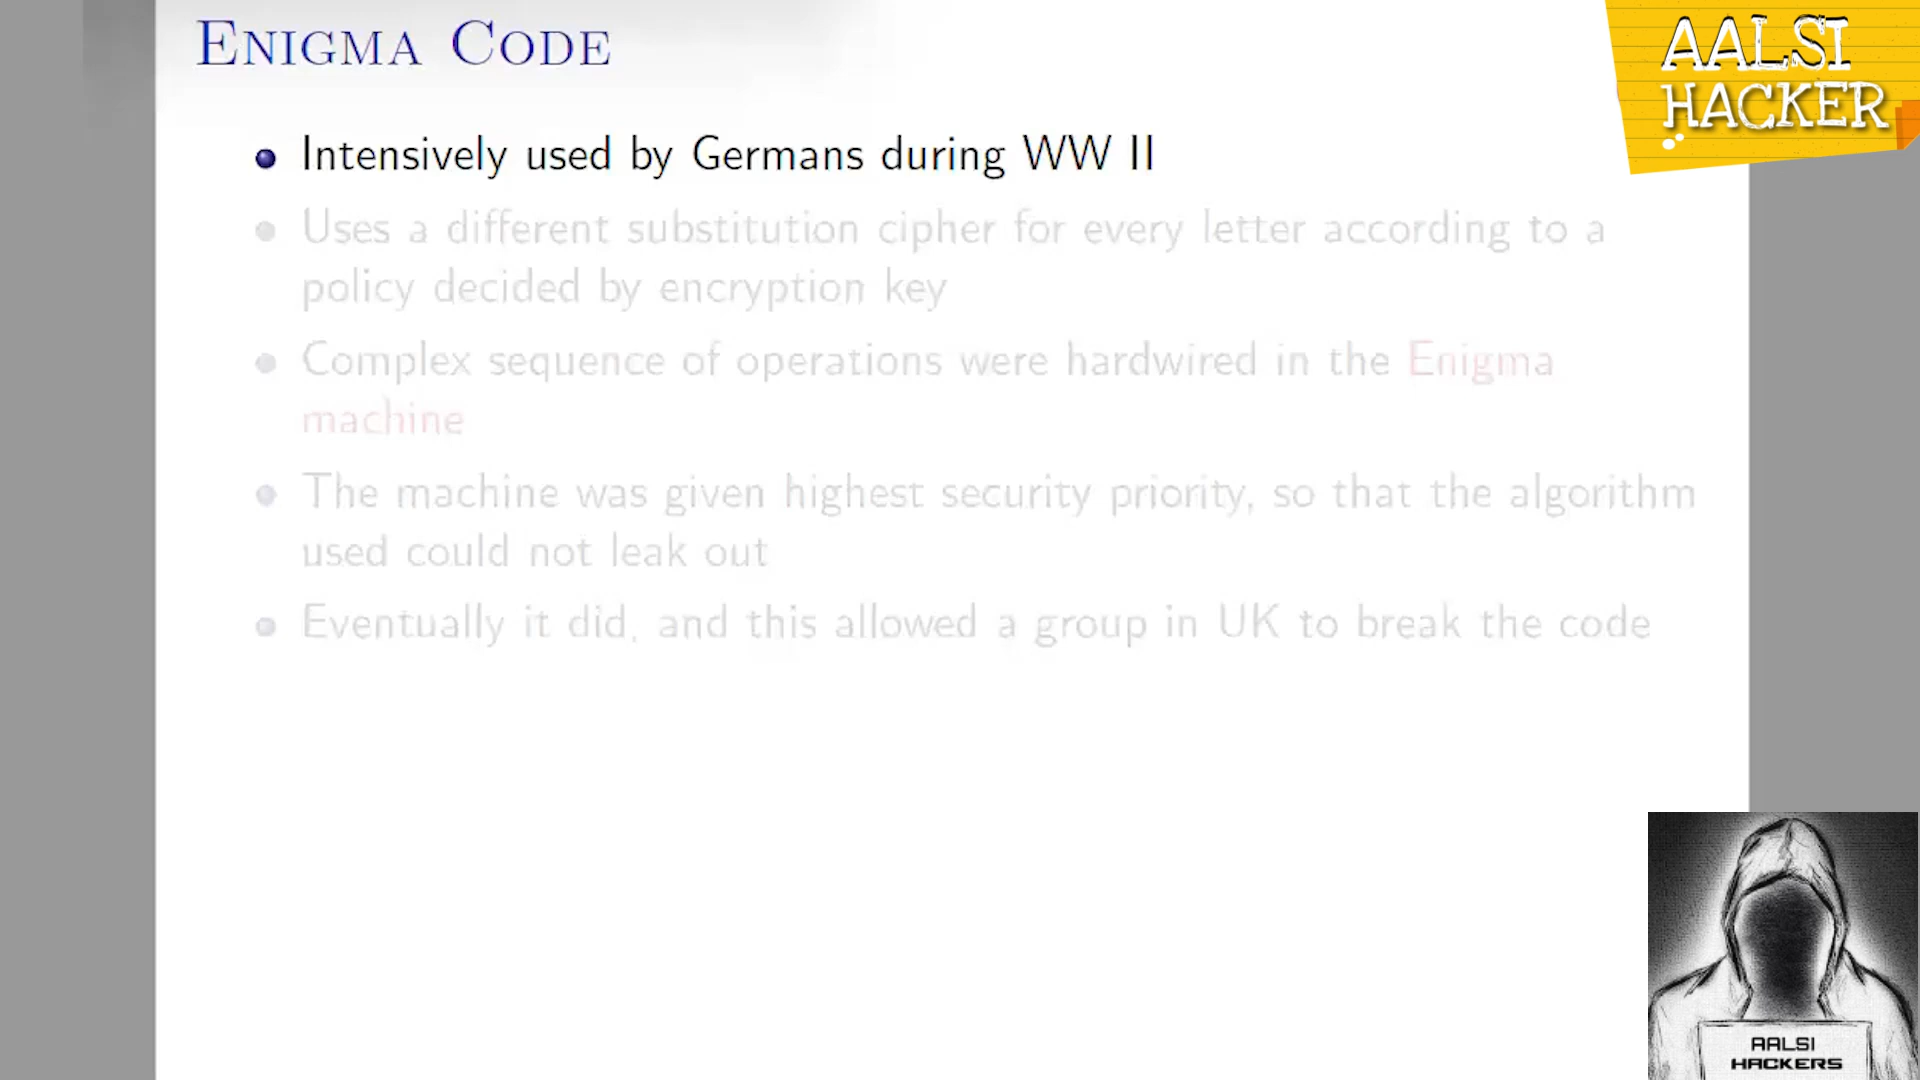 ENIGMA CODE
AALSI
HACKER
Intensively used by Germans during WW II
Uses a different substitution cipher for every letter according to a
policy decided by encryption key
Complex sequence of operations were hardwired in the Enigma
machine
The machine was given highest security priority, so that the algorithm
used could not leak out
Eventually it did, and this allowed a group in UK to break the code
AALSI
HACKERS